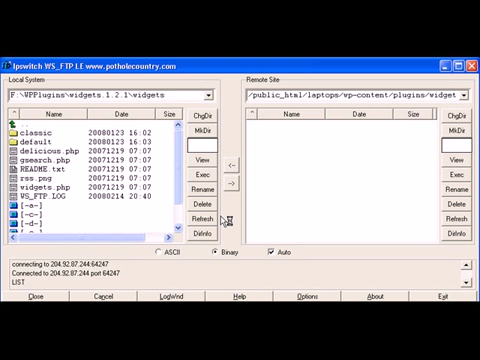 Ipswitch WS_FTP LE www.potholecountry.com
Local System
Remote Site
F:\WPPlugins\widgets.1.2.1\widgets
/public_html/laptops/wp-content/plugins/widget
^ Name Date Size
^ Name Date Size
ChgDir
ChgDir
..
classic 20080123 16:02
MkDir
MkDir
default 20080123 16:03
delicious.php 20071219 07:07
gsearch.php 20071219 07:07
View
<--
View
README.txt 20071219 07:07
Exec
Exec
rss.png 20071219 07:07
-->
widgets.php 20071219 07:07
Rename
Rename
WS_FTP.LOG 20080214 20:40
Delete
Delete
[-a-]
[-c-]
Refresh
Refresh
[-d-]
DirInfo
DirInfo
ASCII
Binary
Auto
connecting to 204.92.87.244:64247
Connected to 204.92.87.244 port 64247
LIST
Close
Cancel
LogWnd
Help
Options
About
Exit